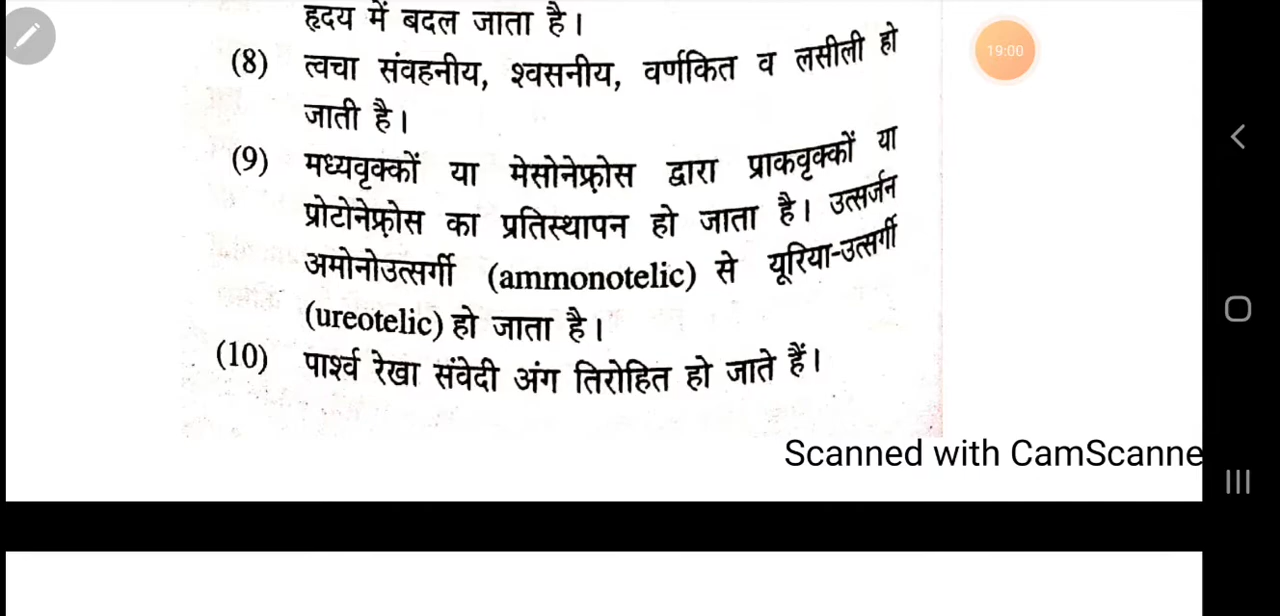 हृदय में बदल जाता है।
19:00
(8) त्वचा संवहनीय, श्वसनीय, वर्णकित व लसीली हो
जाती है।
(9) मध्यवृक्कों या मेसोनेफ़्रोस द्वारा प्राकवृक्कों या
प्रोटोनेफ़्रोस का प्रतिस्थापन हो जाता है। उत्सर्जन
अमोनोउत्सर्गी (ammonotelic) से यूरिया-उत्सर्गी
(ureotelic) हो जाता है।
(10) पार्श्व रेखा संवेदी अंग तिरोहित हो जाते हैं।
Scanned with CamScanne